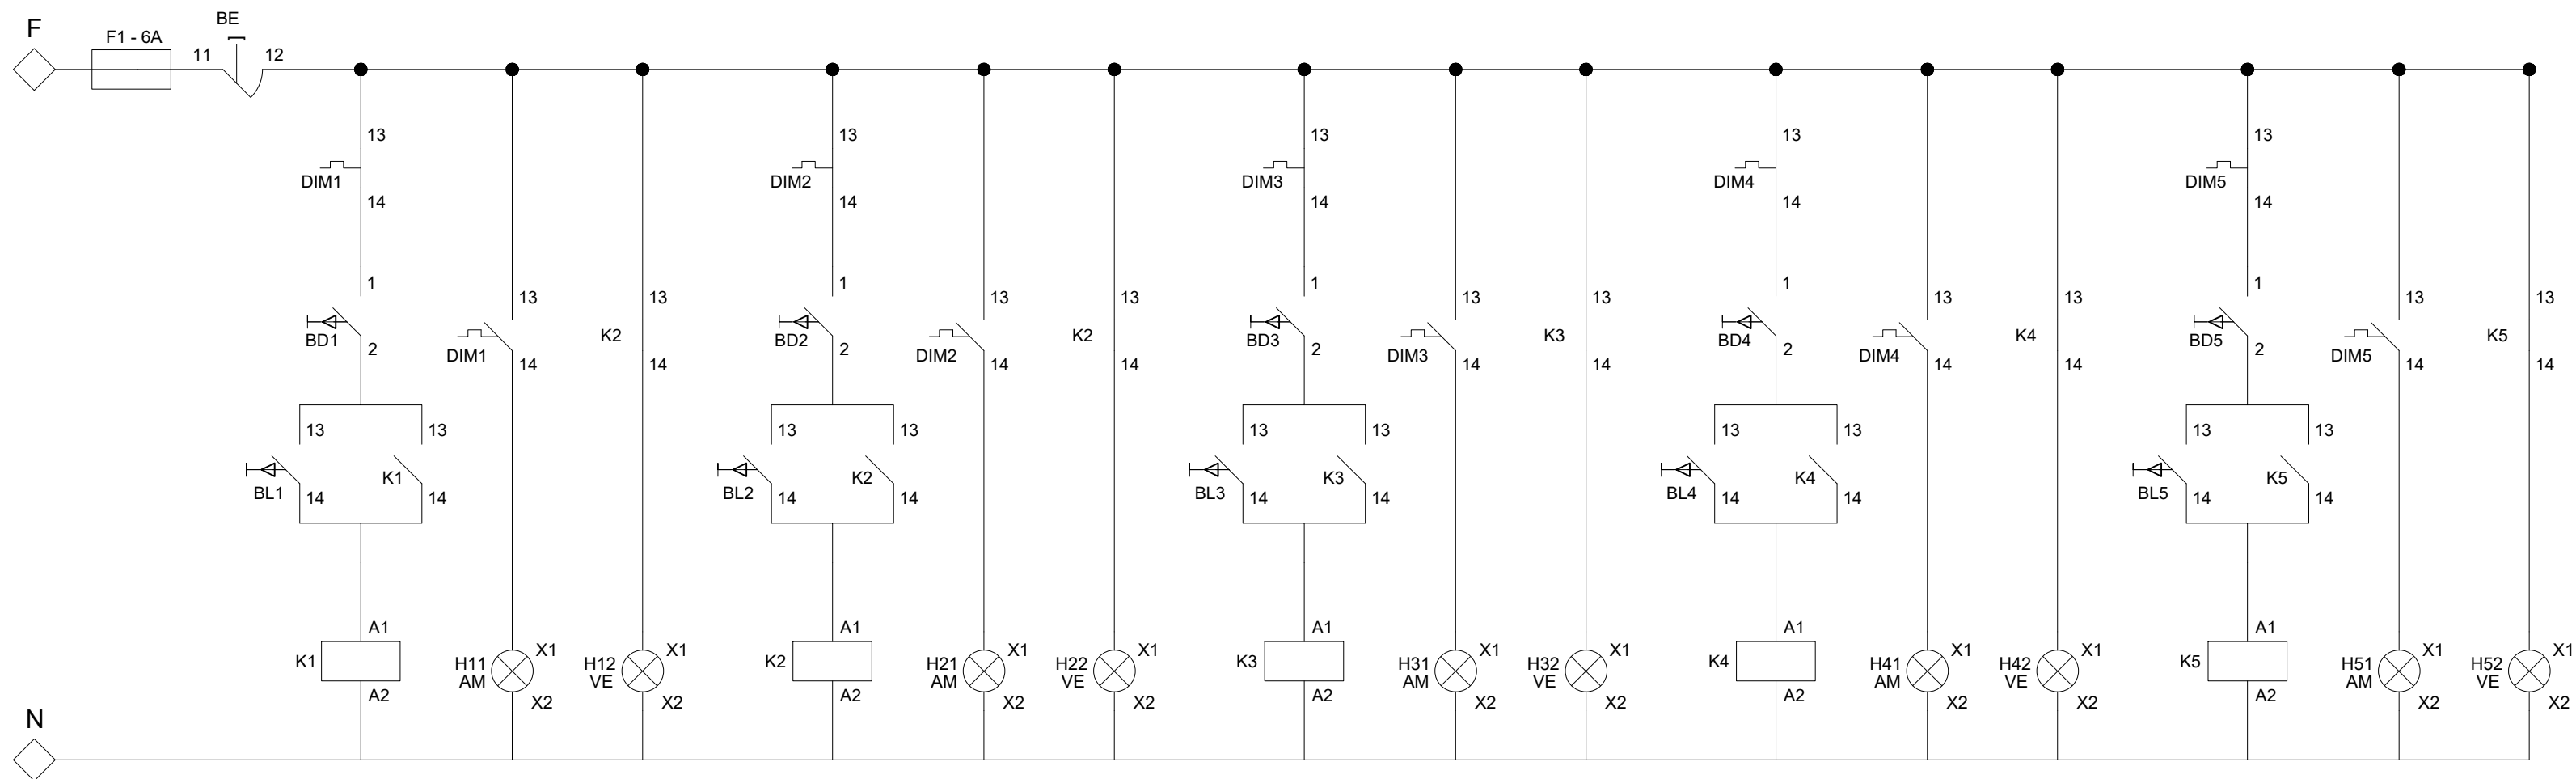 F
F1 - 6A
11
BE
12
13
DIM1
14
1
BD1
2
13
BL1
14
13
K1
14
A1
K1
A2
13
DIM1
14
H11
AM
X1
X2
13
K2
14
H12
VE
X1
X2
13
DIM2
14
1
BD2
2
13
BL2
14
13
K2
14
A1
K2
A2
13
DIM2
14
H21
AM
X1
X2
13
K2
14
H22
VE
X1
X2
13
DIM3
14
1
BD3
2
13
BL3
14
13
K3
14
A1
K3
A2
13
DIM3
14
H31
AM
X1
X2
13
K3
14
H32
VE
X1
X2
13
DIM4
14
1
BD4
2
13
BL4
14
13
K4
14
A1
K4
A2
13
DIM4
14
H41
AM
X1
X2
13
K4
14
H42
VE
X1
X2
13
DIM5
14
1
BD5
2
13
BL5
14
13
K5
14
A1
K5
A2
13
DIM5
14
H51
AM
X1
X2
13
K5
14
H52
VE
X1
X2
N